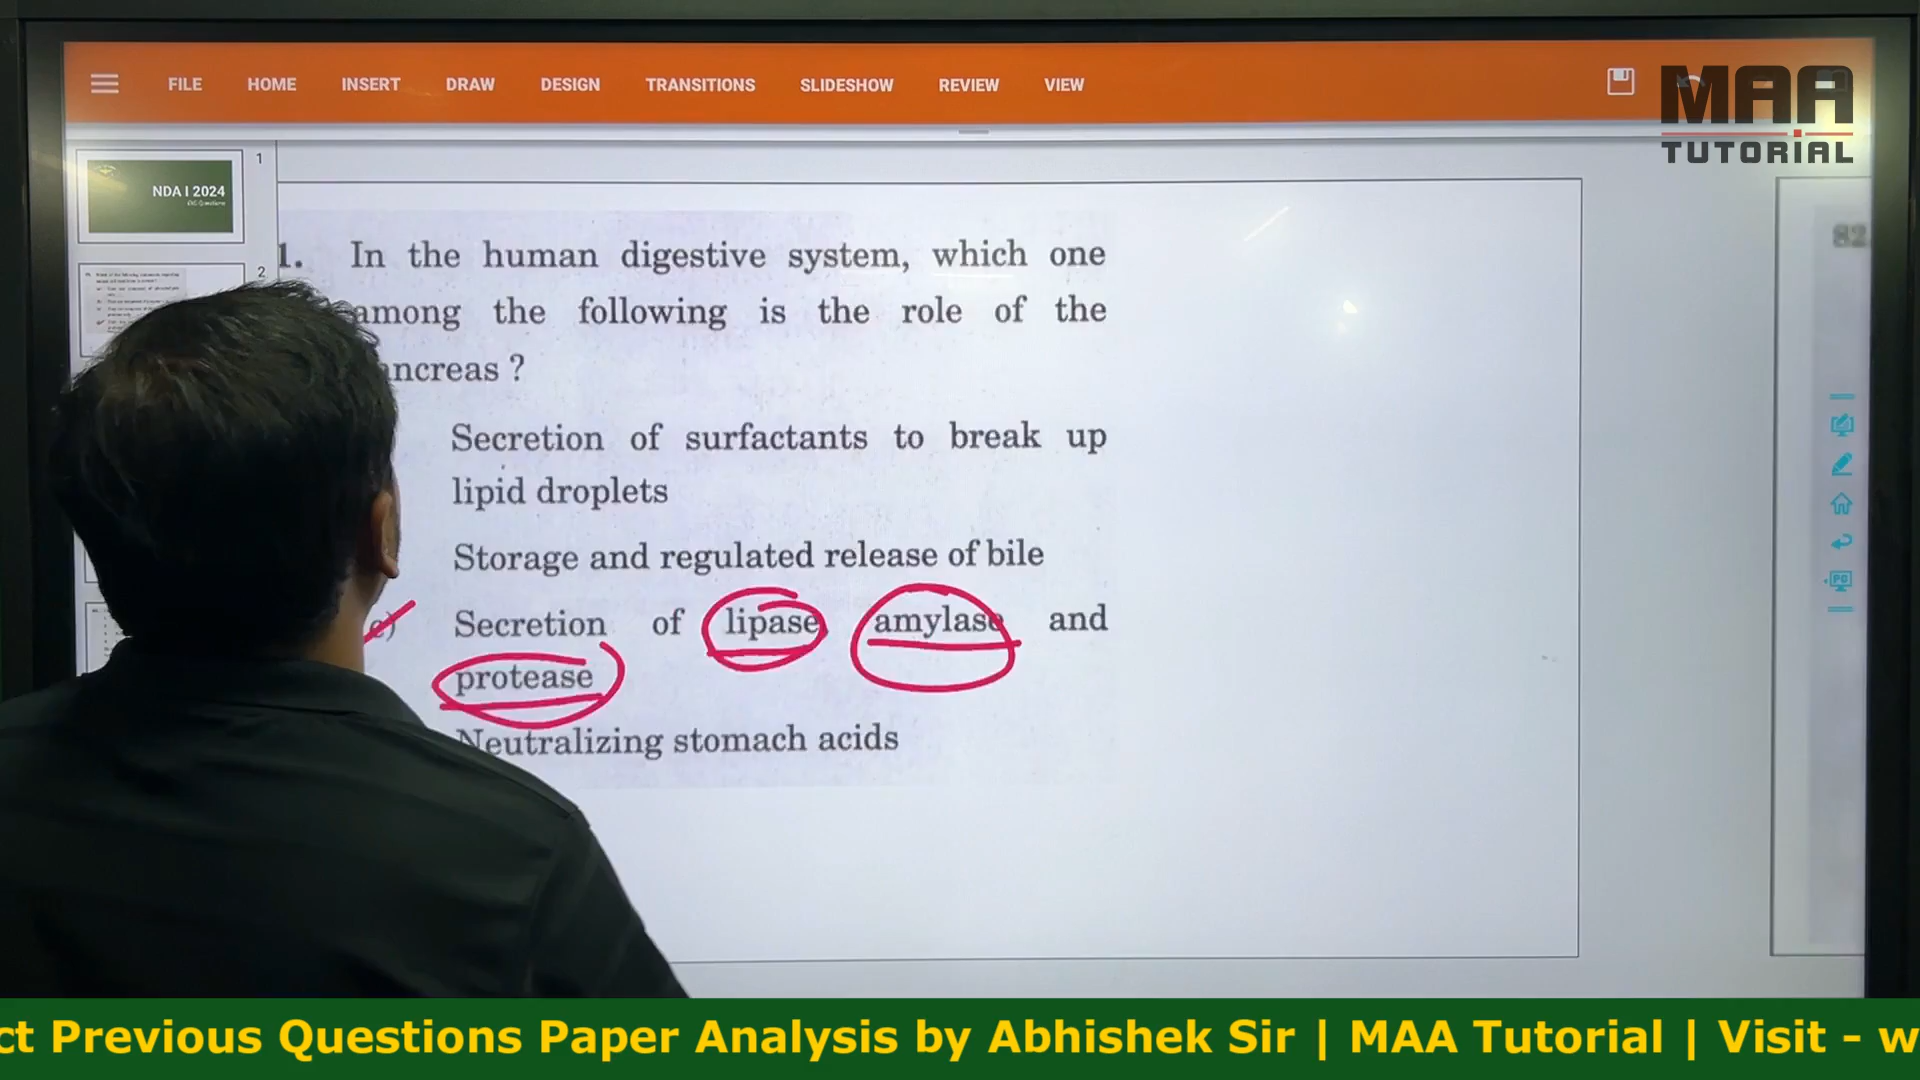 FILE HOME INSERT DRAW DESIGN TRANSITIONS SLIDESHOW REVIEW VIEW
MAA
TUTORIAL
1
NDA I 2024
2
1. In the human digestive system, which one
among the following is the role of the
ncreas ?
Secretion of surfactants to break up
lipid droplets
Storage and regulated release of bile
c) Secretion of lipase, amylase and
protease
Neutralizing stomach acids
82
ct Previous Questions Paper Analysis by Abhishek Sir | MAA Tutorial | Visit - w